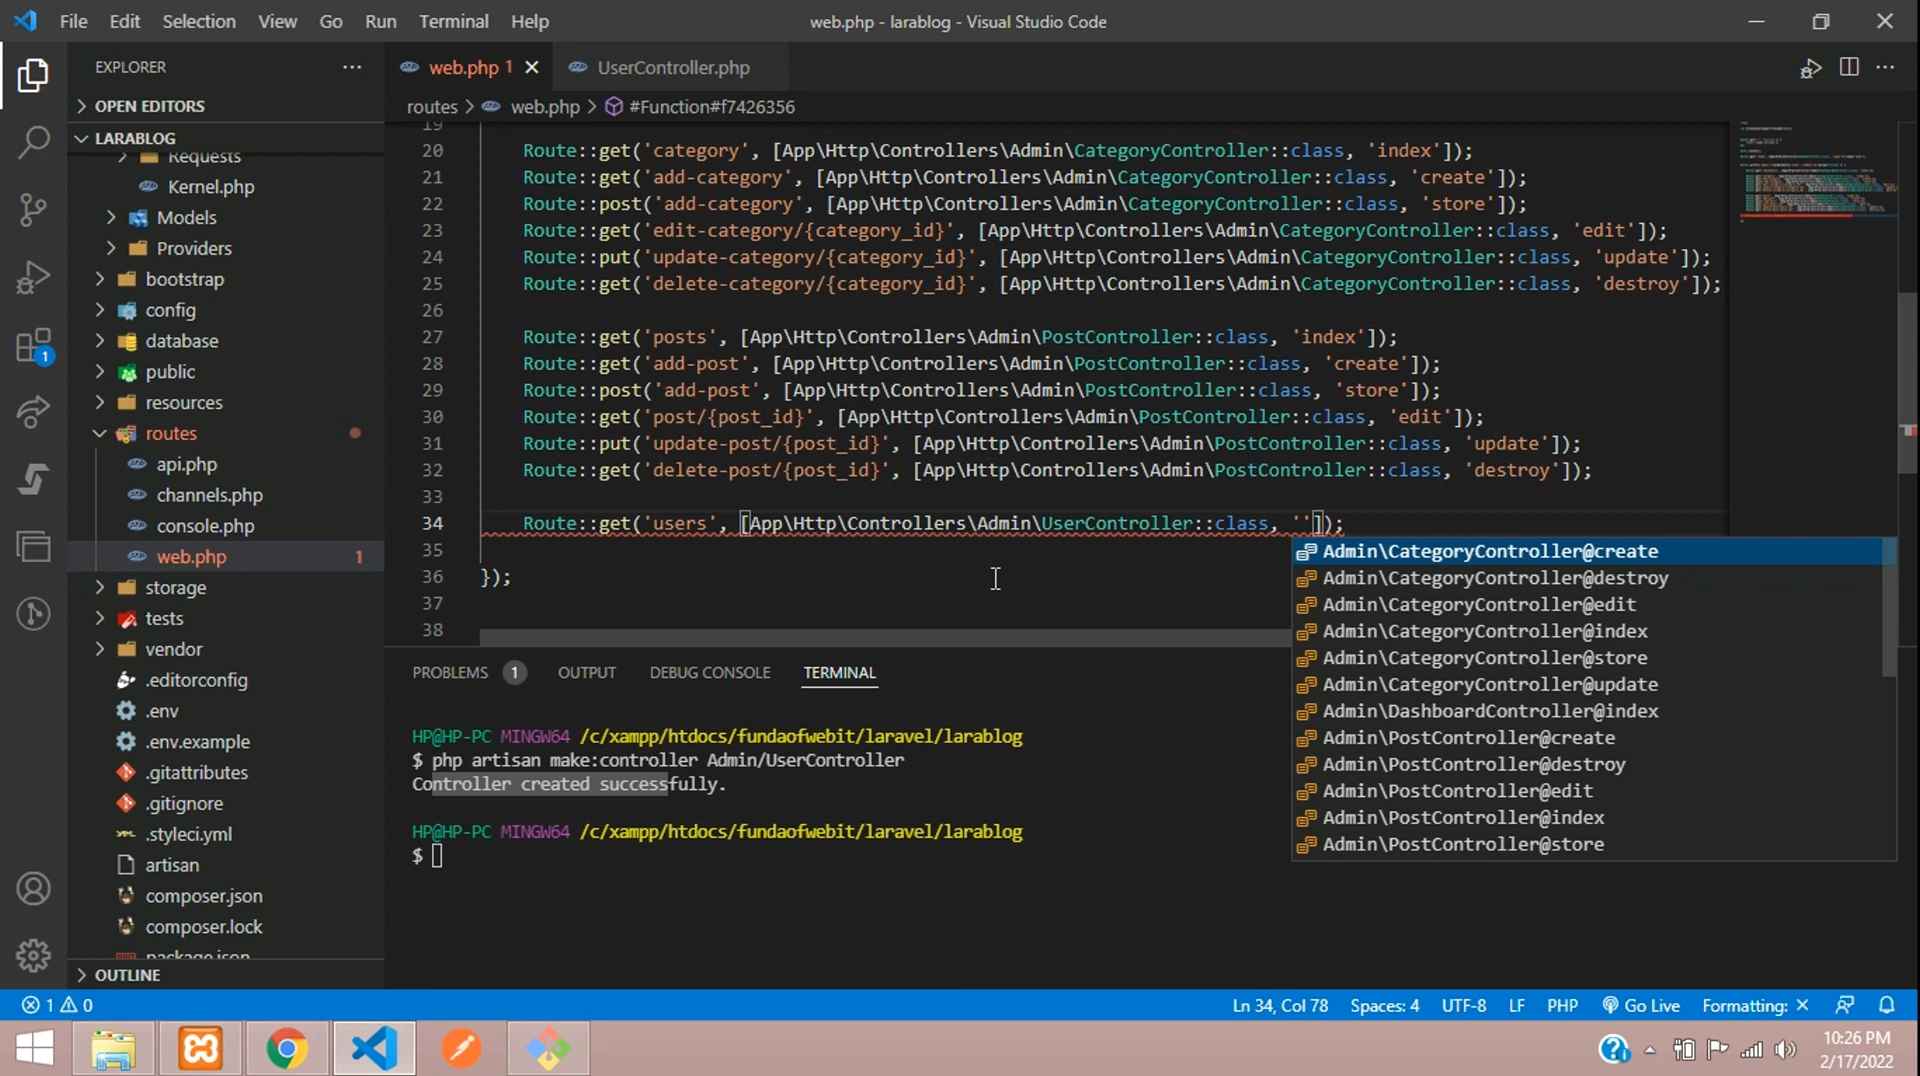 File Edit Selection View Go Run Terminal Help
web.php - larablog - Visual Studio Code
EXPLORER
OPEN EDITORS
LARABLOG
Requests
Kernel.php
Models
Providers
bootstrap
config
database
public
resources
routes
api.php
channels.php
console.php
web.php 1
storage
tests
vendor
.editorconfig
.env
.env.example
.gitattributes
.gitignore
.styleci.yml
artisan
composer.json
composer.lock
package.json
OUTLINE
1
web.php 1
UserController.php
routes > web.php > #Function#f7426356
19
20 Route::get('category', [App\Http\Controllers\Admin\CategoryController::class, 'index']);
21 Route::get('add-category', [App\Http\Controllers\Admin\CategoryController::class, 'create']);
22 Route::post('add-category', [App\Http\Controllers\Admin\CategoryController::class, 'store']);
23 Route::get('edit-category/{category_id}', [App\Http\Controllers\Admin\CategoryController::class, 'edit']);
24 Route::put('update-category/{category_id}', [App\Http\Controllers\Admin\CategoryController::class, 'update']);
25 Route::get('delete-category/{category_id}', [App\Http\Controllers\Admin\CategoryController::class, 'destroy']);
26
27 Route::get('posts', [App\Http\Controllers\Admin\PostController::class, 'index']);
28 Route::get('add-post', [App\Http\Controllers\Admin\PostController::class, 'create']);
29 Route::post('add-post', [App\Http\Controllers\Admin\PostController::class, 'store']);
30 Route::get('post/{post_id}', [App\Http\Controllers\Admin\PostController::class, 'edit']);
31 Route::put('update-post/{post_id}', [App\Http\Controllers\Admin\PostController::class, 'update']);
32 Route::get('delete-post/{post_id}', [App\Http\Controllers\Admin\PostController::class, 'destroy']);
33
34 Route::get('users', [App\Http\Controllers\Admin\UserController::class, '']);
35
36 });
37
38
Admin\CategoryController@create
Admin\CategoryController@destroy
Admin\CategoryController@edit
Admin\CategoryController@index
Admin\CategoryController@store
Admin\CategoryController@update
Admin\DashboardController@index
Admin\PostController@create
Admin\PostController@destroy
Admin\PostController@edit
Admin\PostController@index
Admin\PostController@store
PROBLEMS 1 OUTPUT DEBUG CONSOLE TERMINAL
HP@HP-PC MINGW64 /c/xampp/htdocs/fundaofwebit/laravel/larablog
$ php artisan make:controller Admin/UserController
Controller created successfully.
HP@HP-PC MINGW64 /c/xampp/htdocs/fundaofwebit/laravel/larablog
$
1 0
Ln 34, Col 78 Spaces: 4 UTF-8 LF PHP Go Live Formatting: ×
10:26 PM
2/17/2022